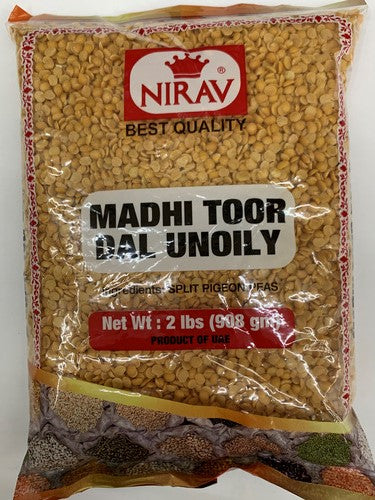 NIRAV ®
BEST QUALITY
MADHI TOOR
DAL UNOILY
Ingredients: SPLIT PIGEON PEAS
Net Wt : 2 lbs (908 gm)
PRODUCT OF UAE